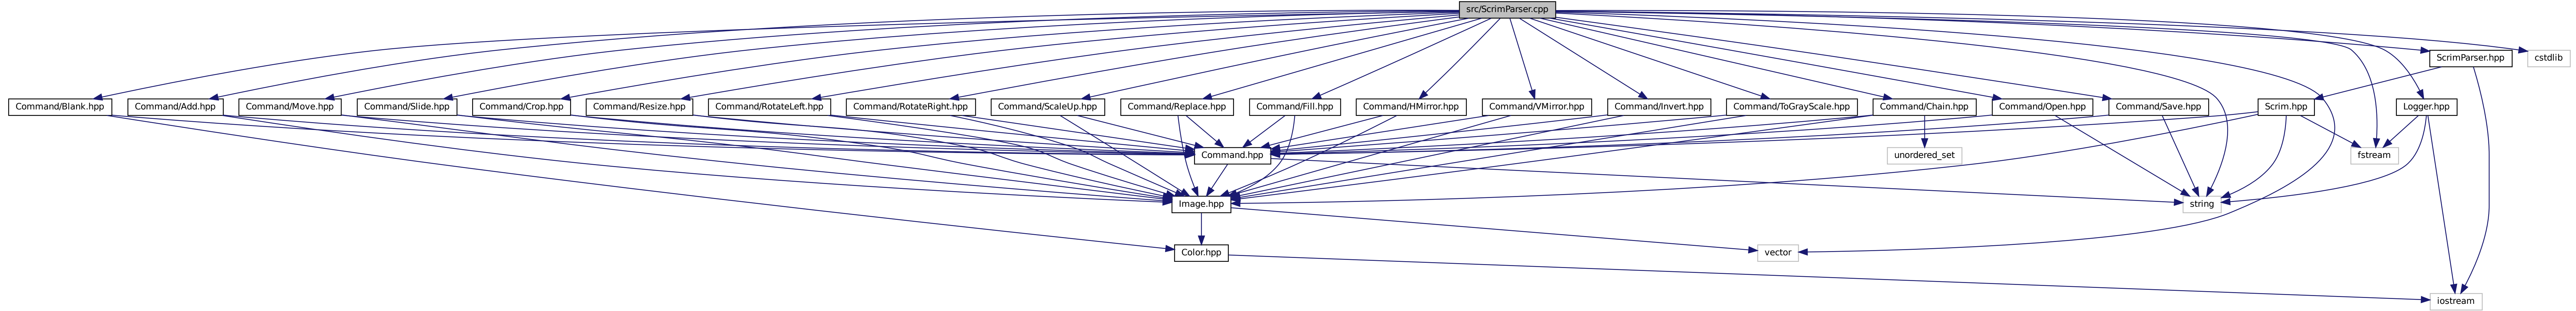 src/ScrimParser.cpp
ScrimParser.hpp
cstdlib
Command/Blank.hpp
Command/Add.hpp
Command/Move.hpp
Command/Slide.hpp
Command/Crop.hpp
Command/Resize.hpp
Command/RotateLeft.hpp
Command/RotateRight.hpp
Command/ScaleUp.hpp
Command/Replace.hpp
Command/Fill.hpp
Command/HMirror.hpp
Command/VMirror.hpp
Command/Invert.hpp
Command/ToGrayScale.hpp
Command/Chain.hpp
Command/Open.hpp
Command/Save.hpp
Scrim.hpp
Logger.hpp
Command.hpp
unordered_set
fstream
Image.hpp
string
Color.hpp
vector
iostream